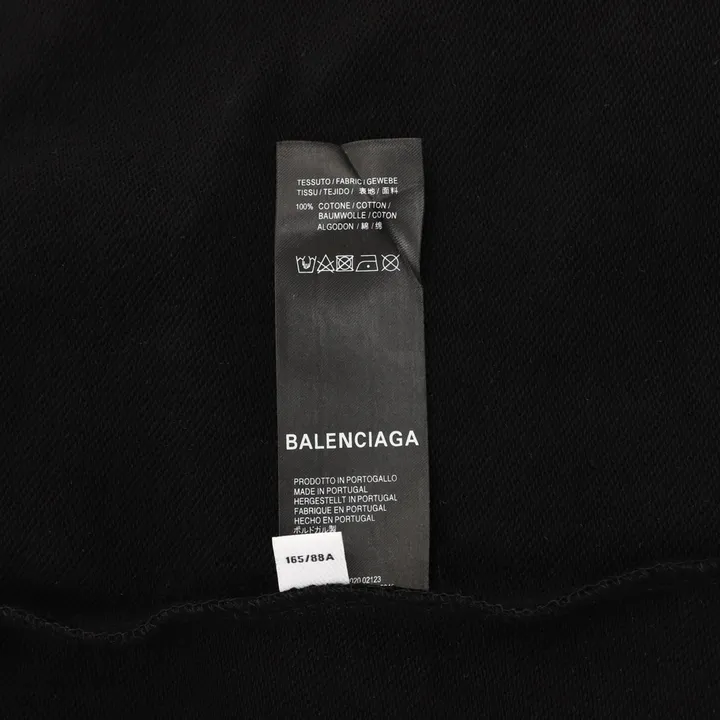 TESSUTO / FABRIC / GEWEBE
TISSU / TEJIDO / 表地 / 面料
100% COTONE / COTTON /
BAUMWOLLE / COTON
ALGODON / 綿 / 绵
BALENCIAGA
PRODOTTO IN PORTOGALLO
MADE IN PORTUGAL
HERGESTELLT IN PORTUGAL
FABRIQUE EN PORTUGAL
HECHO EN PORTUGAL
ポルトガル製
165/88A
02123